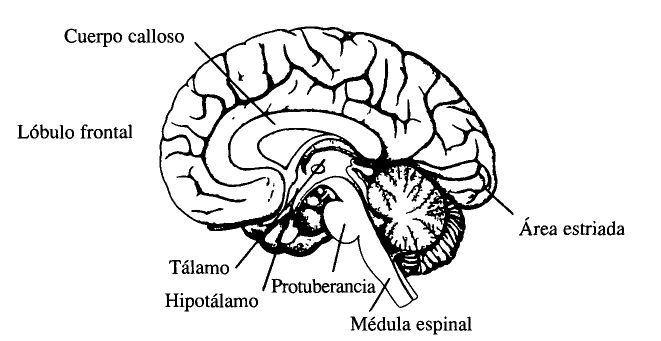 Cuerpo calloso
Lóbulo frontal
Área estriada
Tálamo
Hipotálamo
Protuberancia
Médula espinal